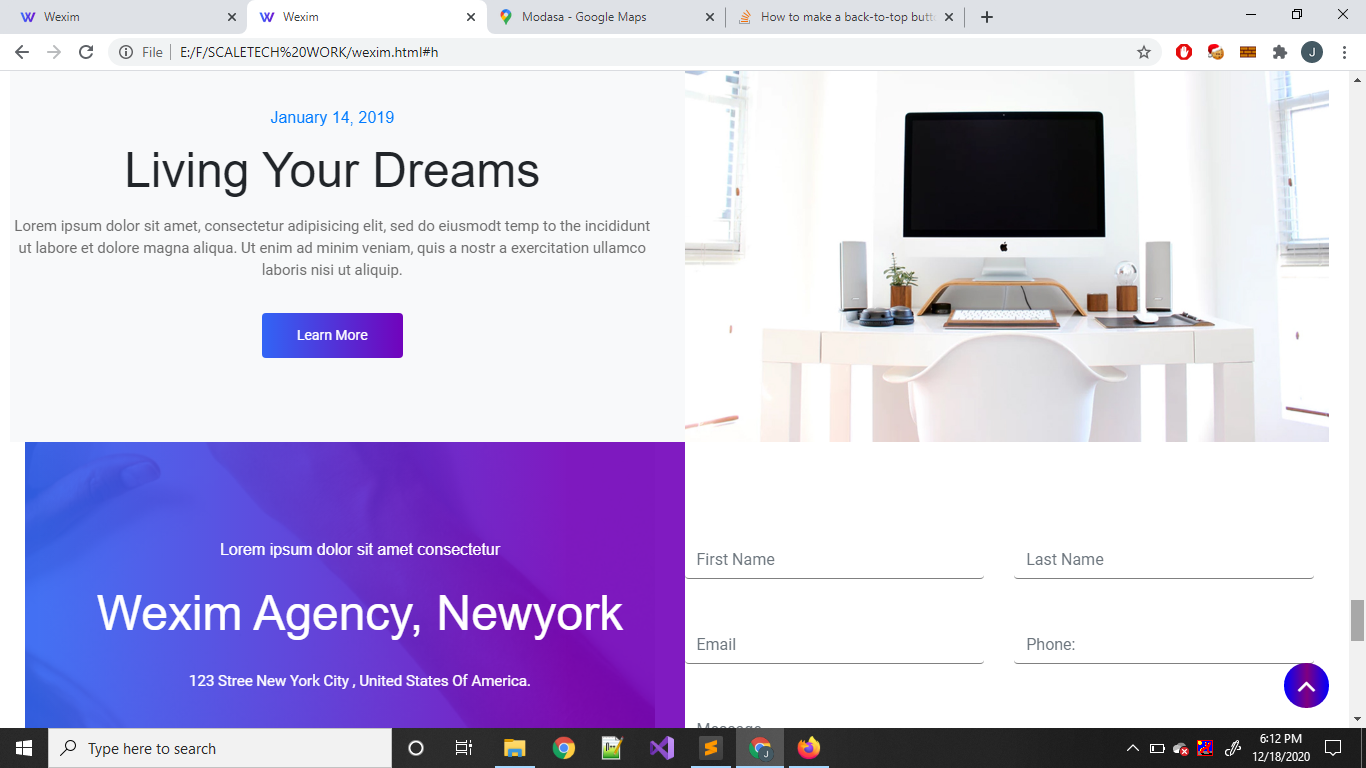 Wexim
Wexim
Modasa - Google Maps
How to make a back-to-top butt
File
E:/F/SCALETECH%20WORK/wexim.html#h
J
January 14, 2019
Living Your Dreams
Lorem ipsum dolor sit amet, consectetur adipisicing elit, sed do eiusmodt temp to the incididunt
ut labore et dolore magna aliqua. Ut enim ad minim veniam, quis a nostr a exercitation ullamco
laboris nisi ut aliquip.
Learn More
Lorem ipsum dolor sit amet consectetur
Wexim Agency, Newyork
123 Stree New York City , United States Of America.
First Name
Last Name
Email
Phone:
Message
Type here to search
J
6:12 PM
12/18/2020